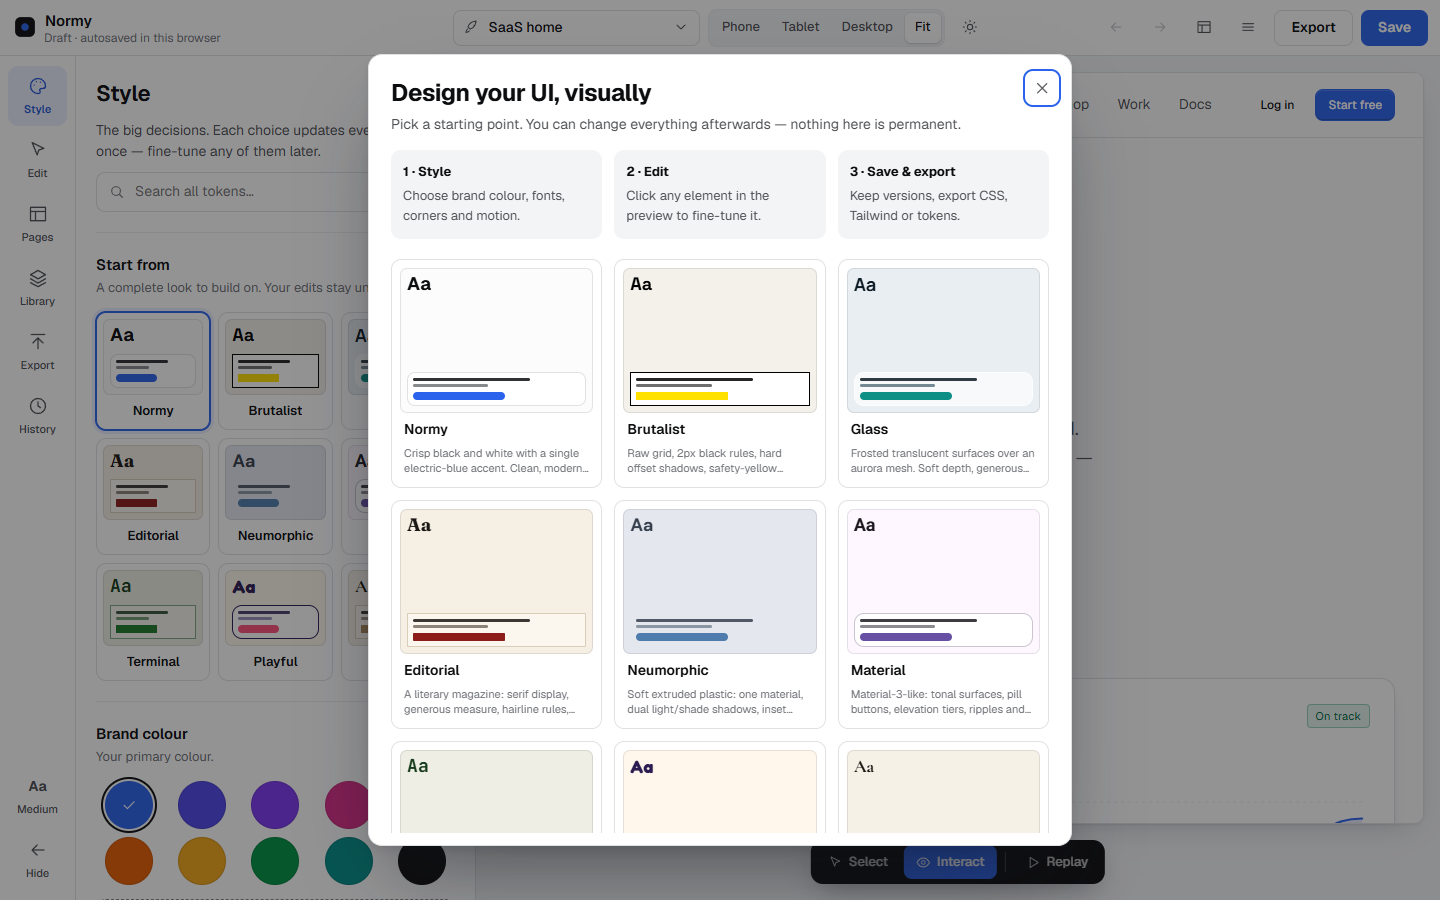 Normy
Draft · autosaved in this browser
SaaS home
Phone
Tablet
Desktop
Fit
Export
Save
Style
Edit
Pages
Library
Export
History
Aa
Medium
Hide
Style
The big decisions. Each choice updates eve
once — fine-tune any of them later.
Search all tokens...
Start from
A complete look to build on. Your edits stay un
Aa
Normy
Aa
Brutalist
Aa
Editorial
Aa
Neumorphic
Aa
Terminal
Aa
Playful
Brand colour
Your primary colour.
Design your UI, visually
Pick a starting point. You can change everything afterwards — nothing here is permanent.
1 · Style
Choose brand colour, fonts,
corners and motion.
2 · Edit
Click any element in the
preview to fine-tune it.
3 · Save & export
Keep versions, export CSS,
Tailwind or tokens.
Aa
Normy
Crisp black and white with a single
electric-blue accent. Clean, modern...
Aa
Brutalist
Raw grid, 2px black rules, hard
offset shadows, safety-yellow...
Aa
Glass
Frosted translucent surfaces over an
aurora mesh. Soft depth, generous...
Aa
Editorial
A literary magazine: serif display,
generous measure, hairline rules,...
Aa
Neumorphic
Soft extruded plastic: one material,
dual light/shade shadows, inset...
Aa
Material
Material-3-like: tonal surfaces, pill
buttons, elevation tiers, ripples and...
Aa
Aa
Aa
op
Work
Docs
Log in
Start free
l.
—
On track
Select
Interact
Replay